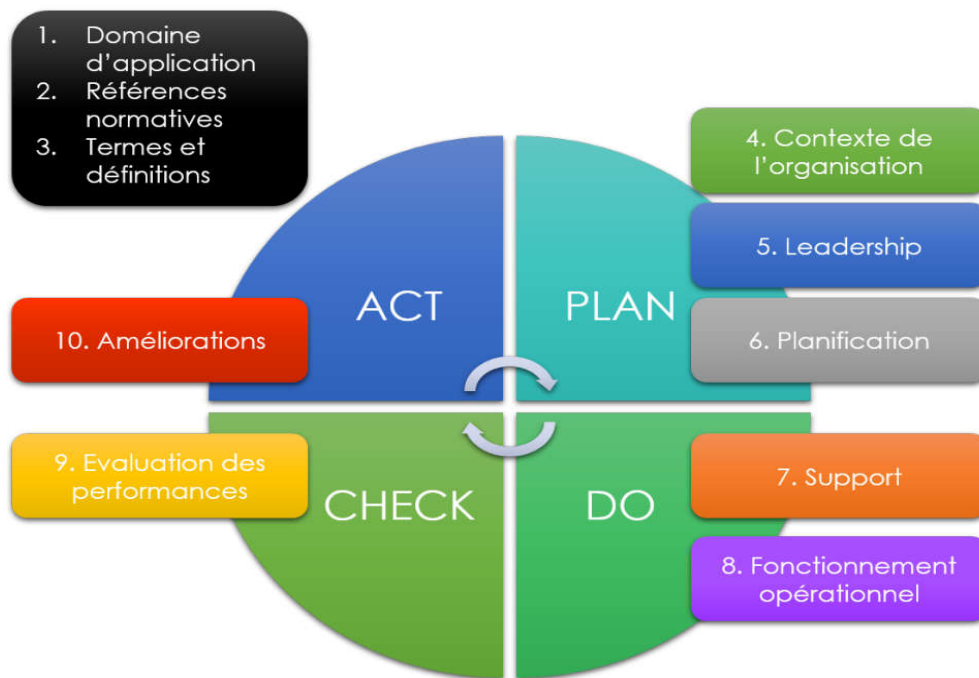 1. Domaine
d'application
2. Références
normatives
3. Termes et
définitions
4. Contexte de
l'organisation
5. Leadership
ACT
PLAN
10. Améliorations
6. Planification
9. Evaluation des
performances
CHECK
DO
7. Support
8. Fonctionnement
opérationnel